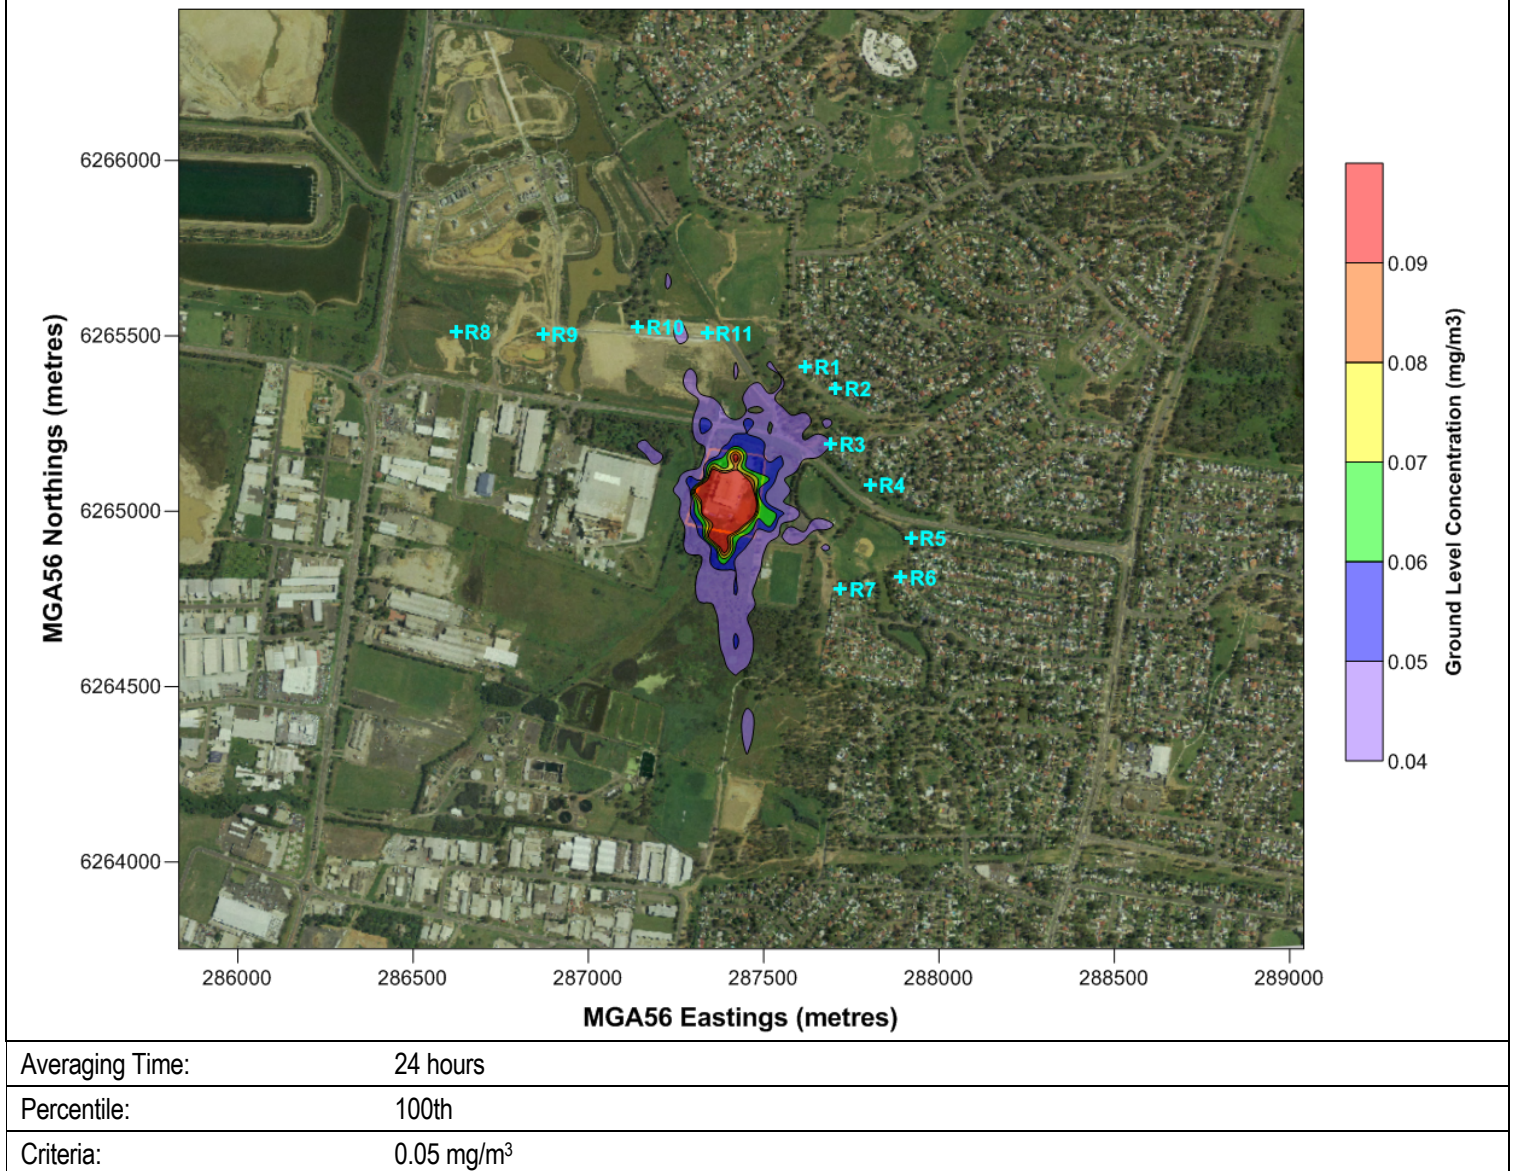 6266000
6265500
6265000
6264500
6264000
MGA56 Northings (metres)
R8
R9
R10
R11
R1
R2
R3
R4
R5
R6
R7
0.09
0.08
0.07
0.06
0.05
0.04
Ground Level Concentration (mg/m3)
286000 286500 287000 287500 288000 288500 289000
MGA56 Eastings (metres)
Averaging Time: 24 hours
Percentile: 100th
Criteria: 0.05 mg/m³